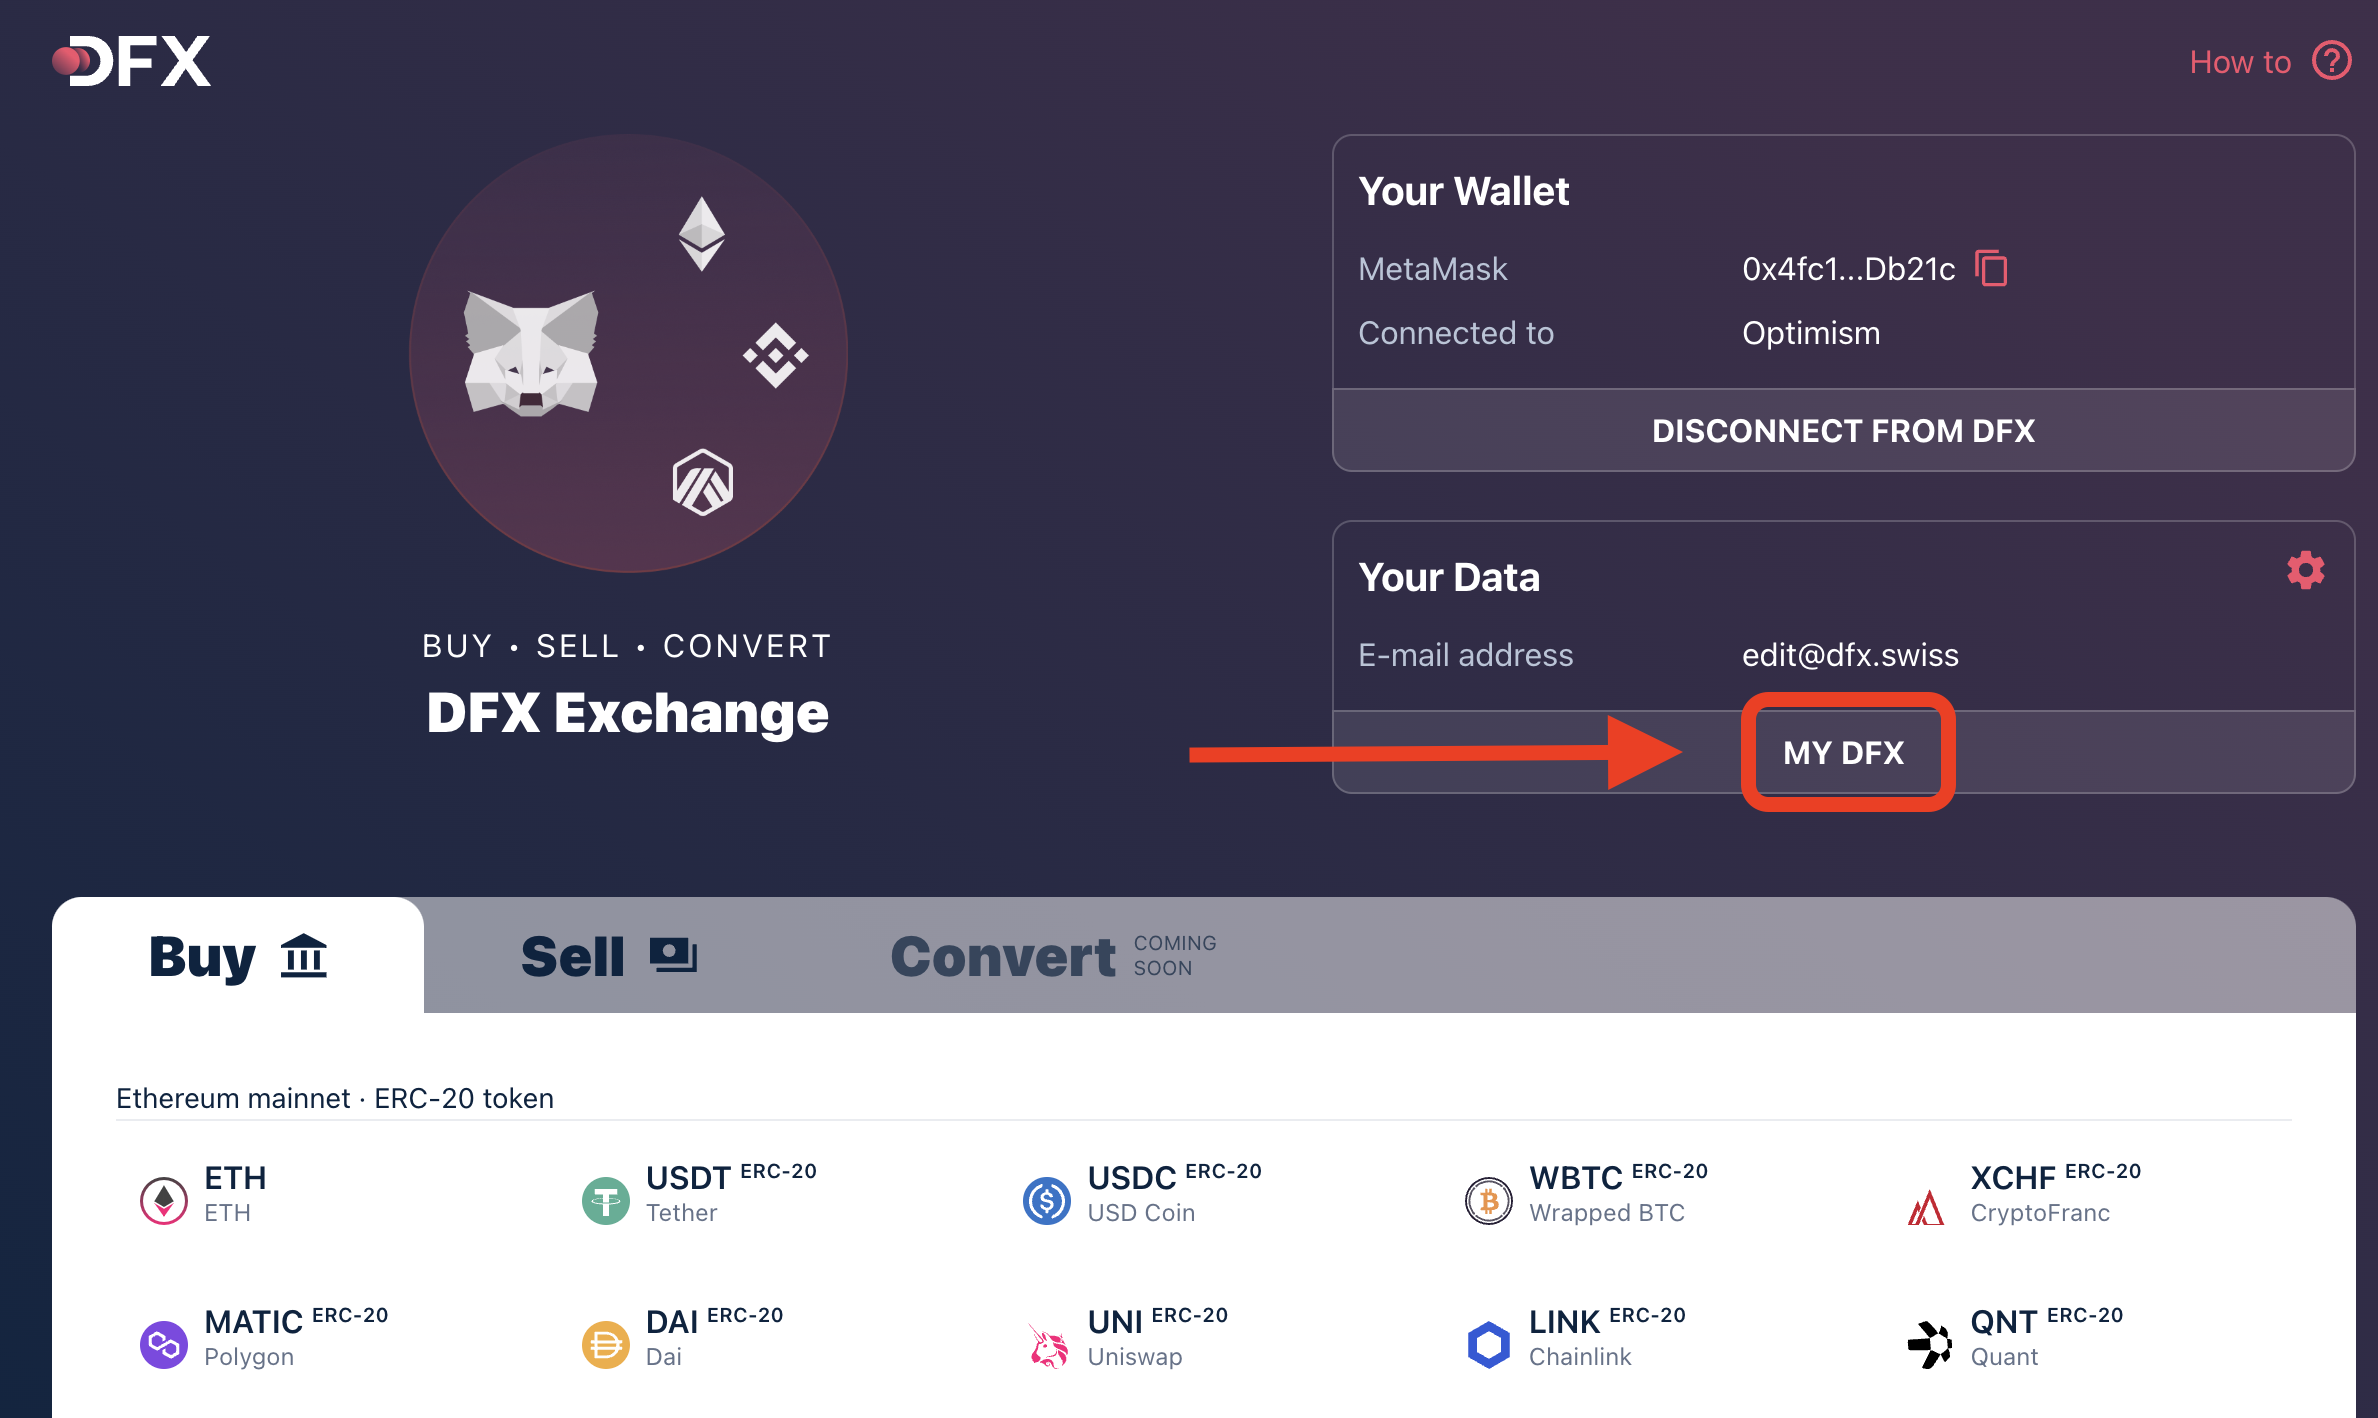 DFX
How to
Your Wallet
MetaMask 0x4fc1...Db21c
Connected to Optimism
DISCONNECT FROM DFX
Your Data
E-mail address edit@dfx.swiss
MY DFX
BUY • SELL • CONVERT
DFX Exchange
Buy Sell Convert COMING SOON
Ethereum mainnet · ERC-20 token
ETH
ETH
USDT ERC-20
Tether
USDC ERC-20
USD Coin
WBTC ERC-20
Wrapped BTC
XCHF ERC-20
CryptoFranc
MATIC ERC-20
Polygon
DAI ERC-20
Dai
UNI ERC-20
Uniswap
LINK ERC-20
Chainlink
QNT ERC-20
Quant